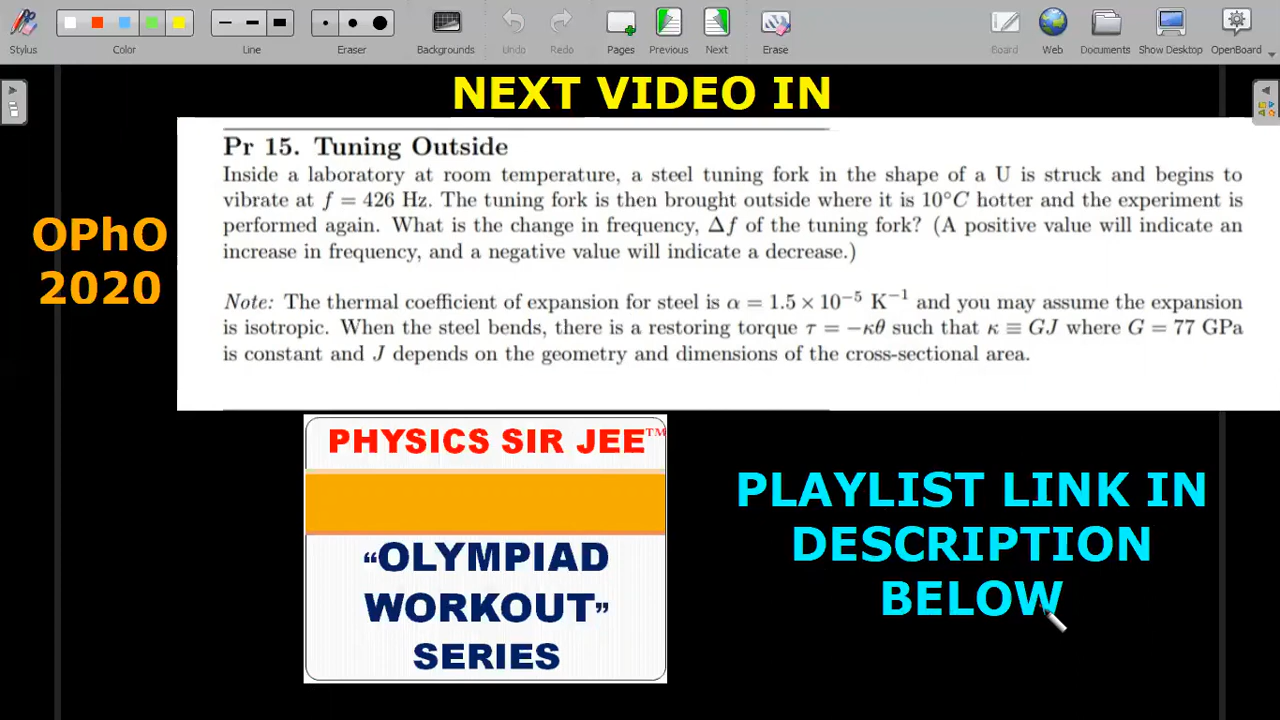 Stylus Color Line Eraser Backgrounds Undo Redo Pages Previous Next Erase Board Web Documents Show Desktop OpenBoard
NEXT VIDEO IN
OPhO
2020
Pr 15. Tuning Outside
Inside a laboratory at room temperature, a steel tuning fork in the shape of a U is struck and begins to
vibrate at f = 426 Hz. The tuning fork is then brought outside where it is 10°C hotter and the experiment is
performed again. What is the change in frequency, Δf of the tuning fork? (A positive value will indicate an
increase in frequency, and a negative value will indicate a decrease.)
Note: The thermal coefficient of expansion for steel is α = 1.5 × 10⁻⁵ K⁻¹ and you may assume the expansion
is isotropic. When the steel bends, there is a restoring torque τ = −κθ such that κ ≡ GJ where G = 77 GPa
is constant and J depends on the geometry and dimensions of the cross-sectional area.
PHYSICS SIR JEE™
“OLYMPIAD
WORKOUT”
SERIES
PLAYLIST LINK IN
DESCRIPTION
BELOW